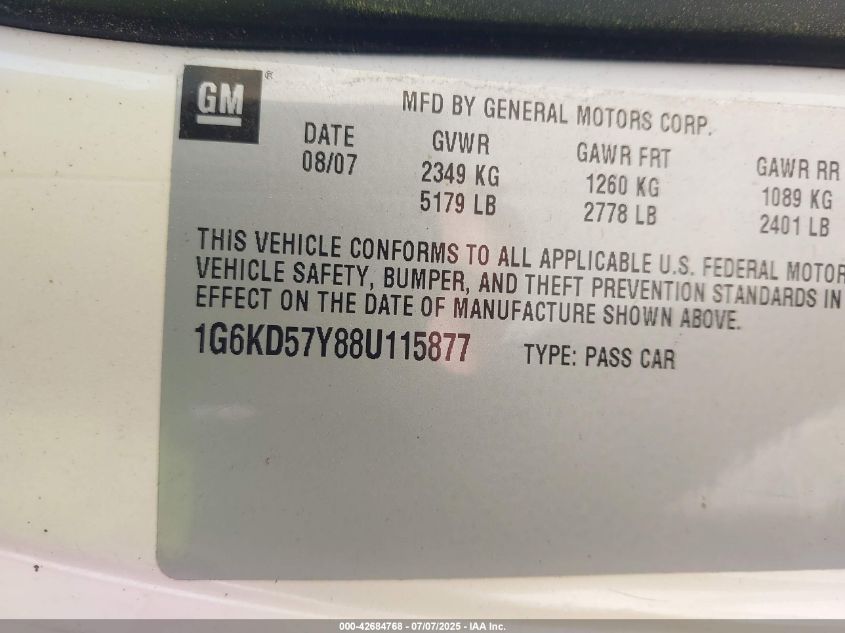 GM ®
MFD BY GENERAL MOTORS CORP.
DATE GVWR GAWR FRT GAWR RR
08/07 2349 KG 1260 KG 1089 KG
5179 LB 2778 LB 2401 LB
THIS VEHICLE CONFORMS TO ALL APPLICABLE U.S. FEDERAL MOTOR
VEHICLE SAFETY, BUMPER, AND THEFT PREVENTION STANDARDS IN
EFFECT ON THE DATE OF MANUFACTURE SHOWN ABOVE.
1G6KD57Y88U115877 TYPE: PASS CAR
000-42684768 - 07/07/2025 - IAA Inc.